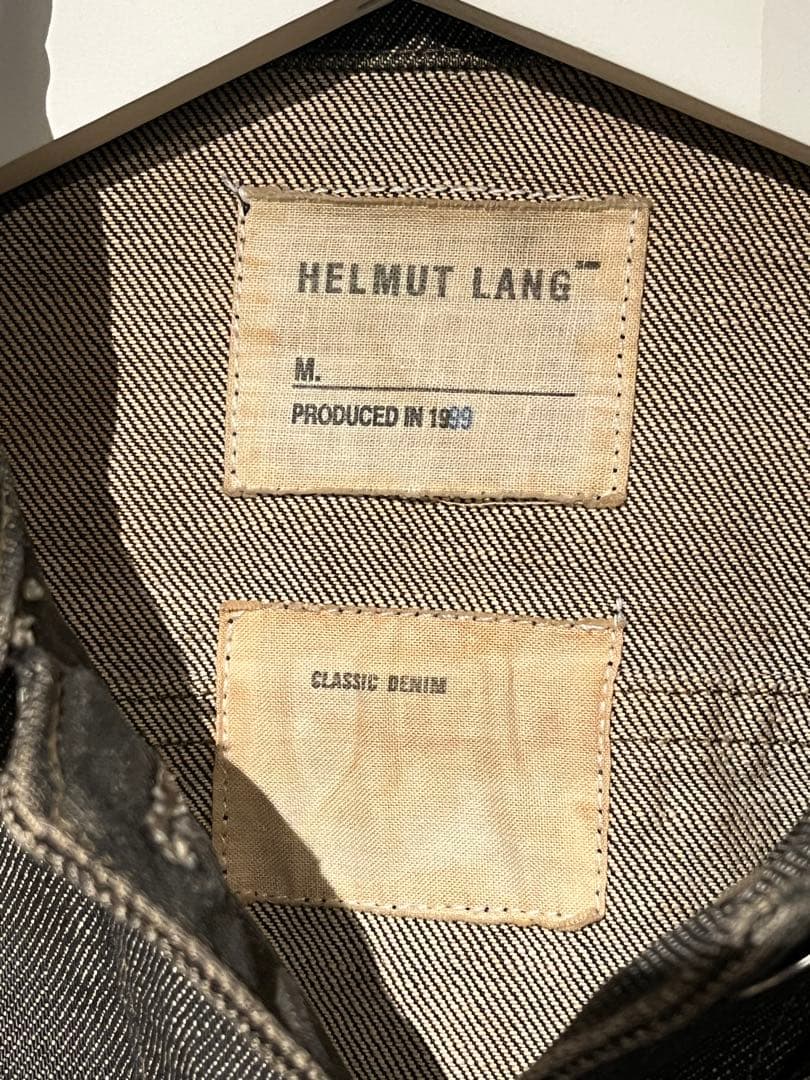 HELMUT LANG
M.
PRODUCED IN 1999
CLASSIC DENIM